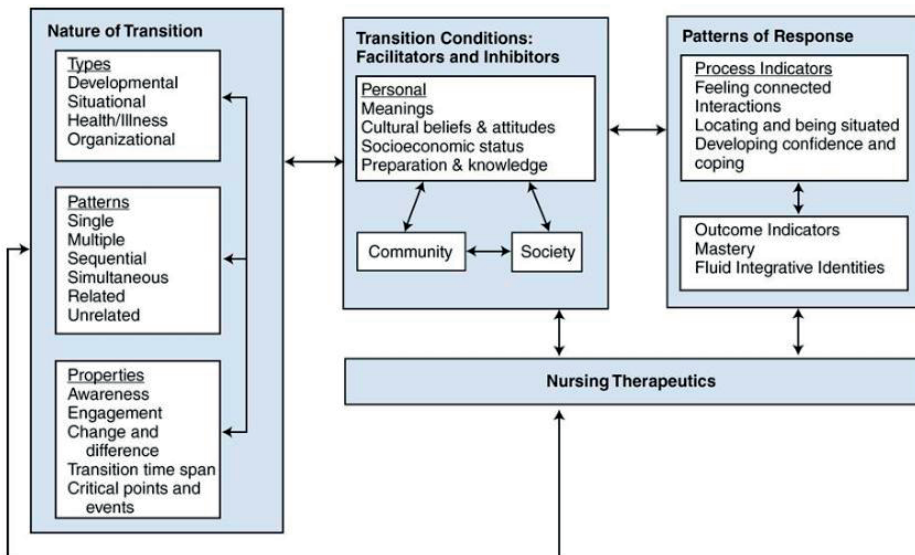 Nature of Transition
Types
Developmental
Situational
Health/Illness
Organizational
Patterns
Single
Multiple
Sequential
Simultaneous
Related
Unrelated
Properties
Awareness
Engagement
Change and
difference
Transition time span
Critical points and
events
Transition Conditions:
Facilitators and Inhibitors
Personal
Meanings
Cultural beliefs & attitudes
Socioeconomic status
Preparation & knowledge
Community
Society
Patterns of Response
Process Indicators
Feeling connected
Interactions
Locating and being situated
Developing confidence and
coping
Outcome Indicators
Mastery
Fluid Integrative Identities
Nursing Therapeutics